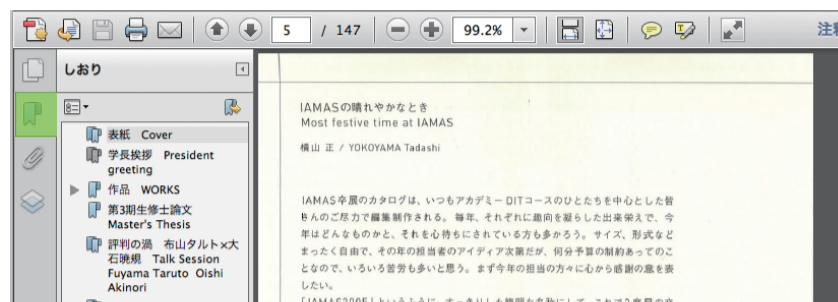 5 / 147
99.2%
注
しおり
表紙 Cover
学長挨拶 President
greeting
作品 WORKS
第3期生修士論文
Master's Thesis
評判の渦 布山タルト×大
石暁規 Talk Session
Fuyama Taruto Oishi
Akinori
IAMASの晴れやかなとき
Most festive time at IAMAS
横山 正 / YOKOYAMA Tadashi
IAMAS卒展のカタログは、いつもアカデミーDITコースのひとたちを中心とした皆
さんのご尽力で編集制作される。毎年、それぞれに趣向を凝らした出来栄えで、今
年はどんなものかと、それを心待ちにされている方も多かろう。サイズ、形式など
まったく自由で、その年の担当者のアイディア次第だが、何分予算の制約あってのこ
となので、いろいろ苦労も多いと思う。まず今年の担当の方々に心から感謝の意を表
したい。